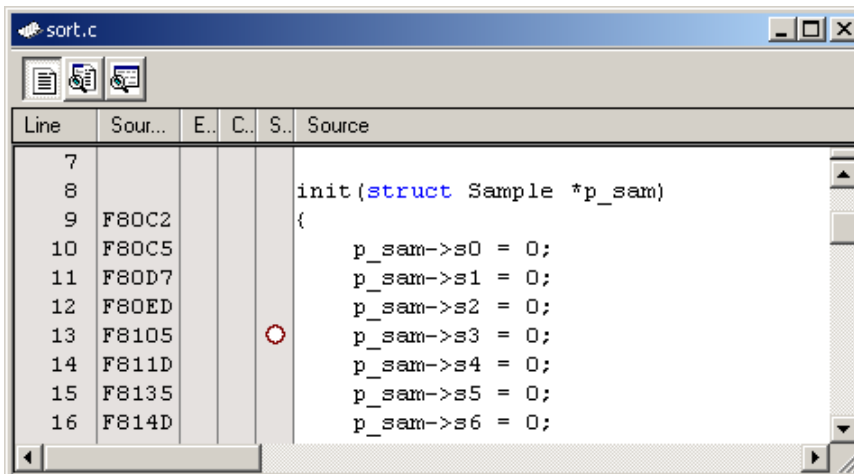 sort.c
Line Sour... E.. C.. S.. Source
7
8 init(struct Sample *p_sam)
9 F80C2 {
10 F80C5 p_sam->s0 = 0;
11 F80D7 p_sam->s1 = 0;
12 F80ED p_sam->s2 = 0;
13 F8105 p_sam->s3 = 0;
14 F811D p_sam->s4 = 0;
15 F8135 p_sam->s5 = 0;
16 F814D p_sam->s6 = 0;